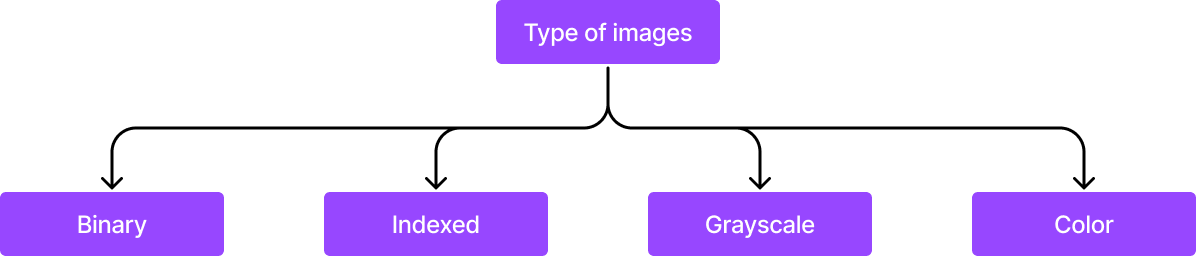 Type of images
Binary
Indexed
Grayscale
Color